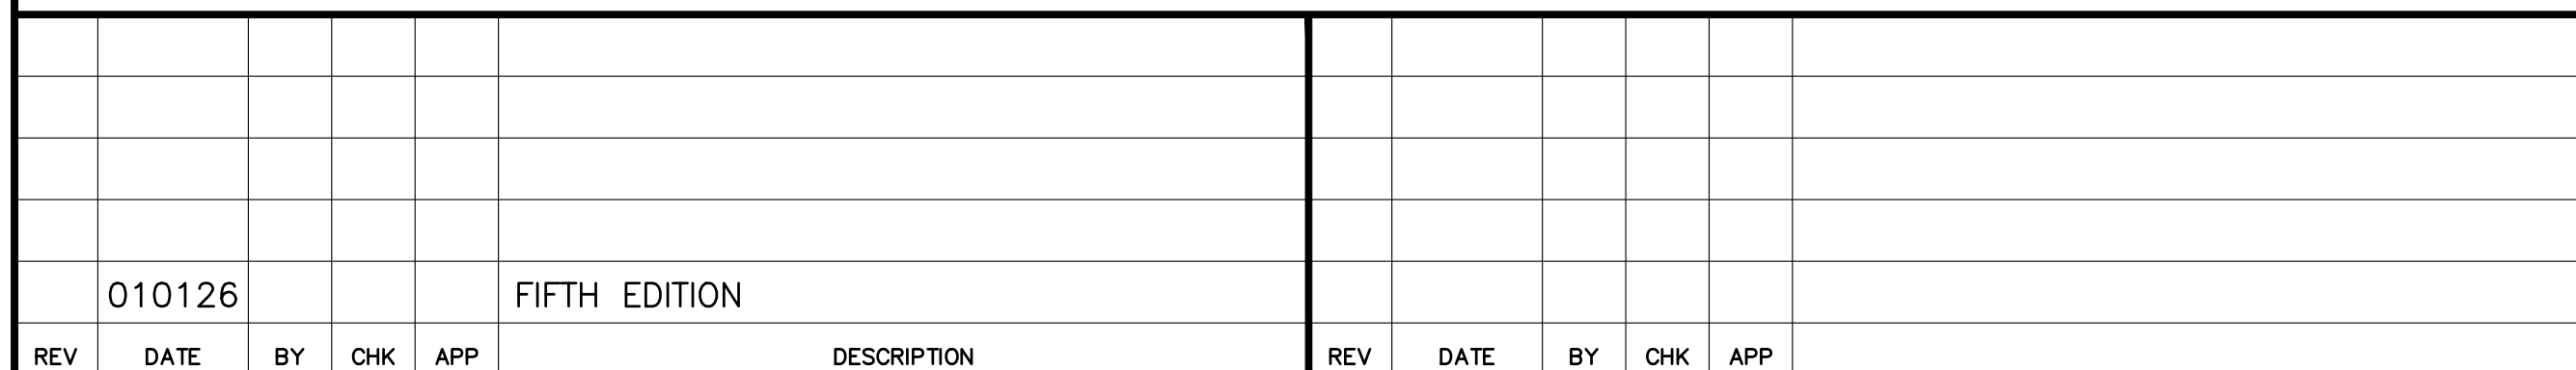 010126 FIFTH EDITION
REV DATE BY CHK APP DESCRIPTION REV DATE BY CHK APP